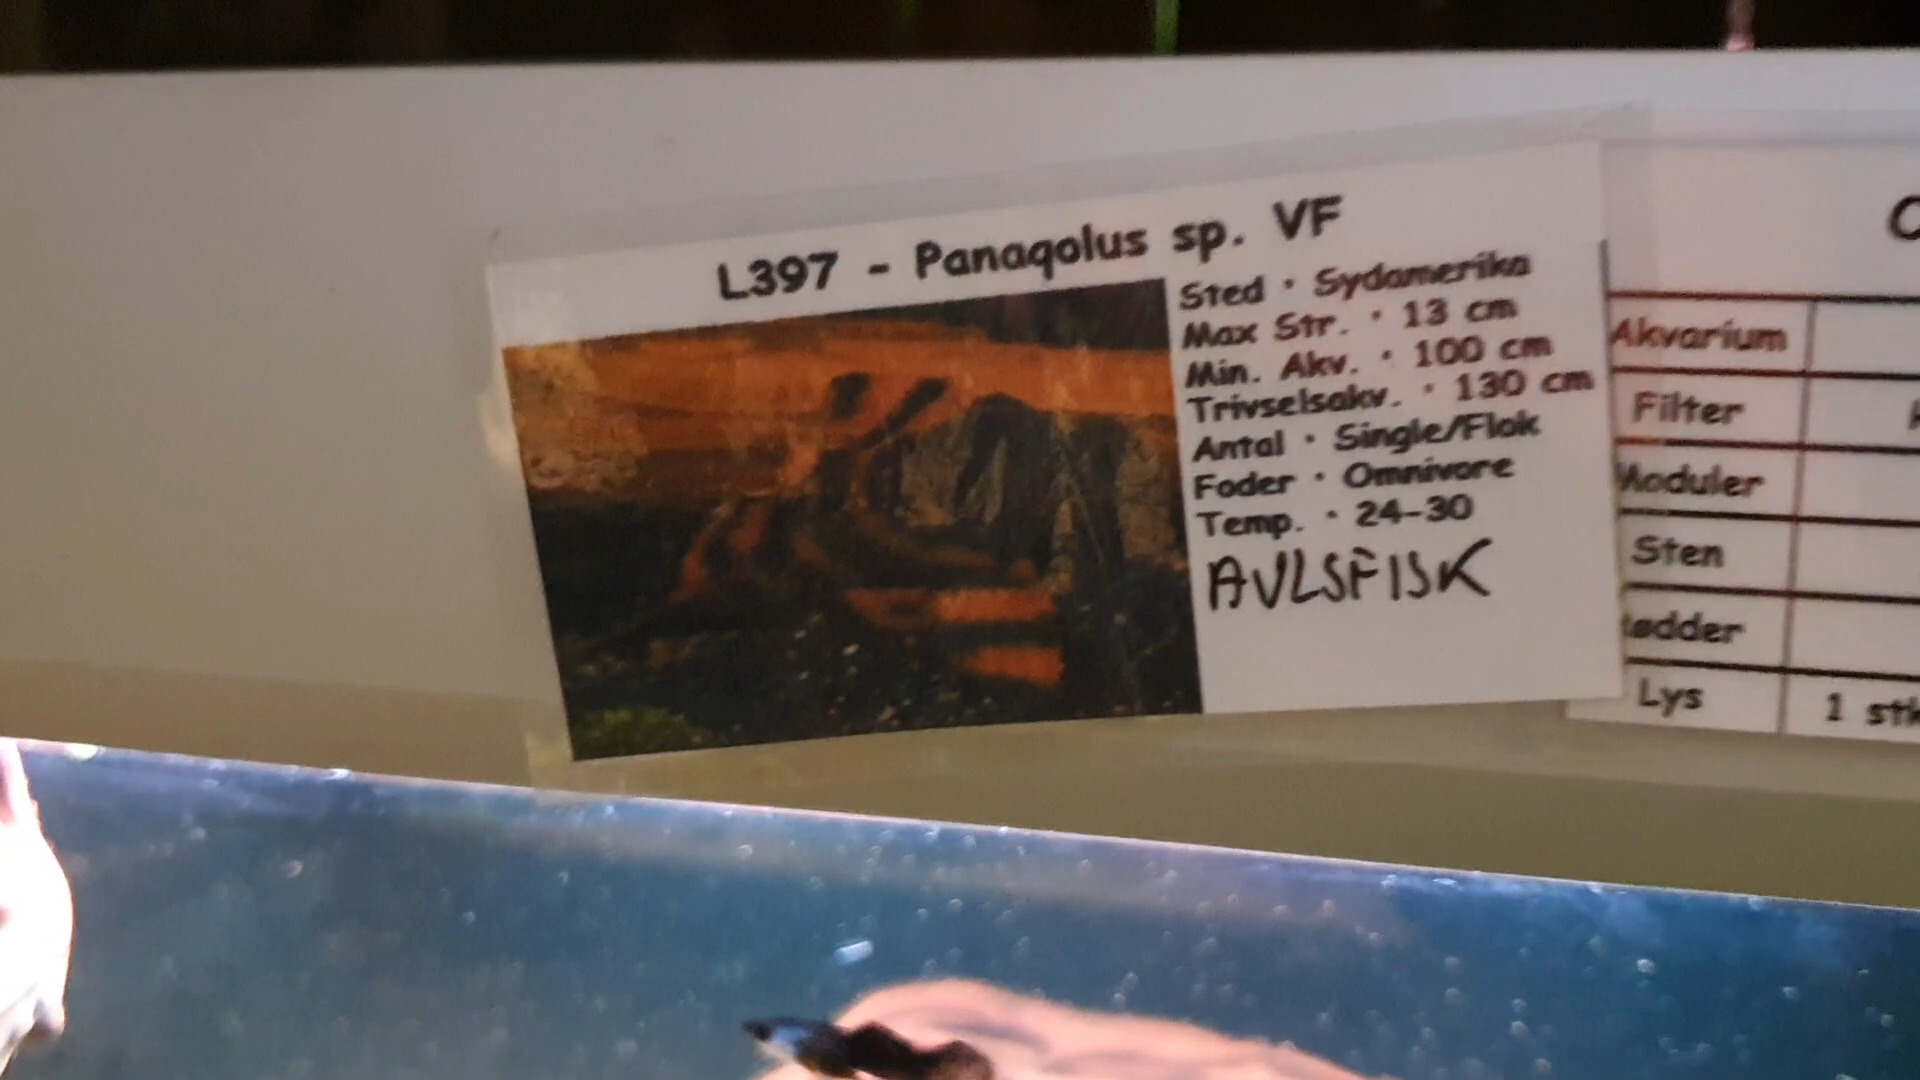 L397 - Panaqolus sp. VF
Sted · Sydamerika
Max Str. · 13 cm
Min. Akv. · 100 cm
Trivselsakv. · 130 cm
Antal · Single/Flok
Foder · Omnivore
Temp. · 24-30
AVLSFISK
Akvarium
Filter
Moduler
Sten
Lys 1 stk